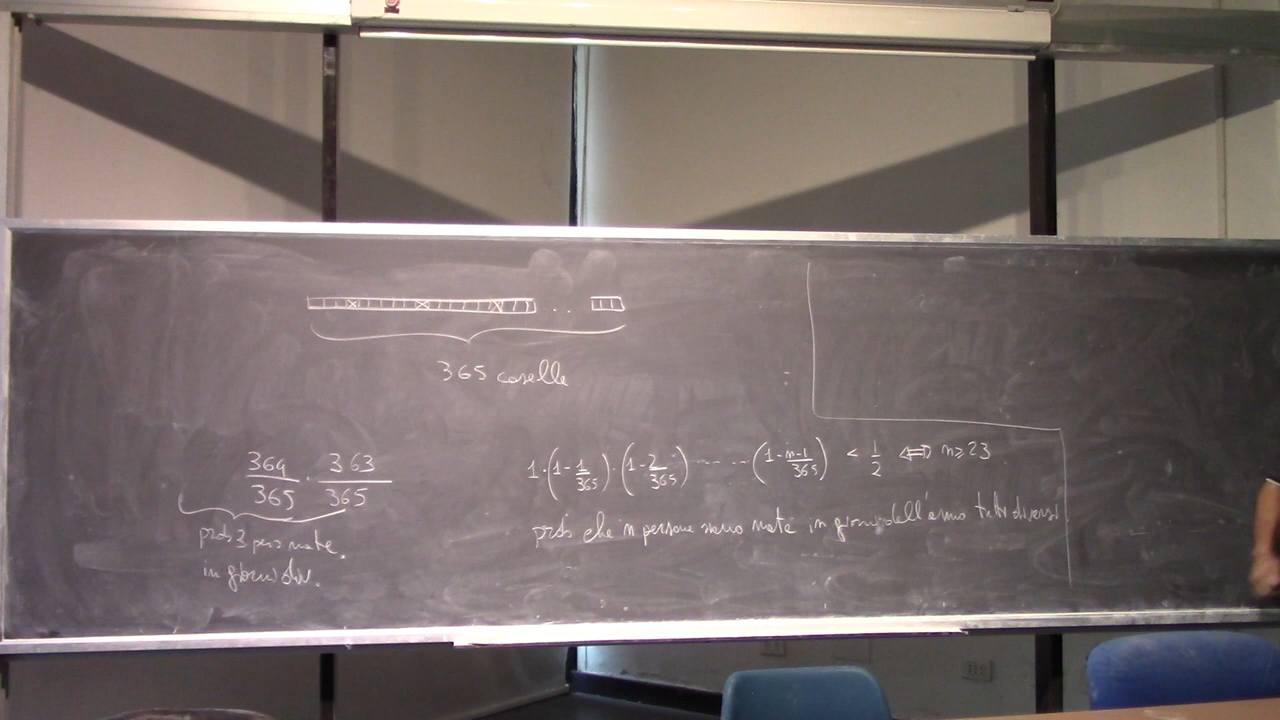 365 caselle
364/365 · 363/365
prob 3 pers nate
in giorni div.
1·(1-1/365)·(1-2/365)-----(1-n-1/365) < 1/2 ⟺ n≥23
prob che n persone siano nate in giorni dell'anno tutti diversi